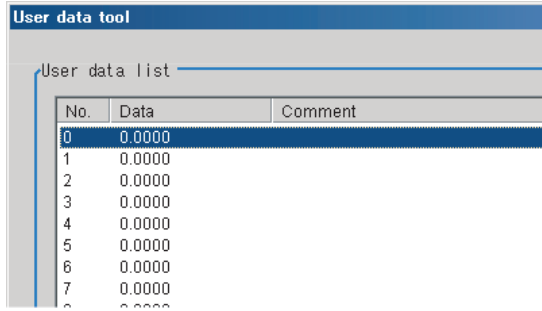 User data tool
User data list
No. Data Comment
0 0.0000
1 0.0000
2 0.0000
3 0.0000
4 0.0000
5 0.0000
6 0.0000
7 0.0000